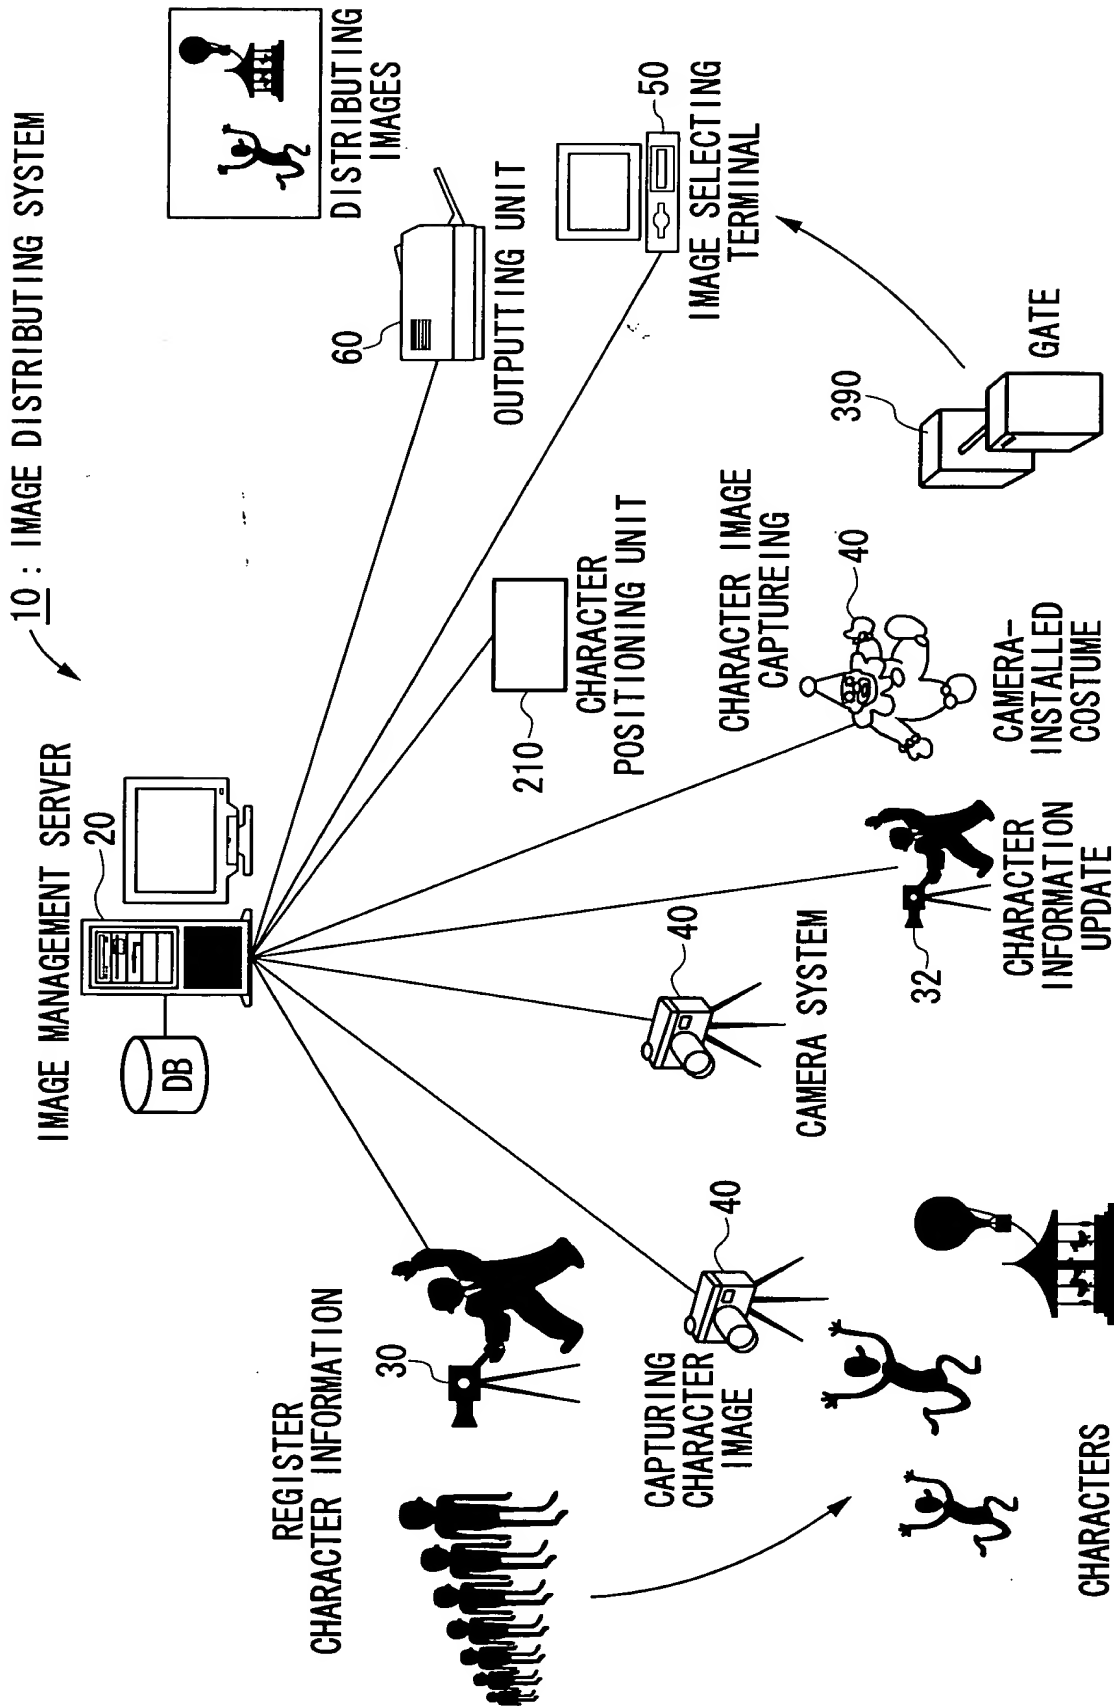 10 : IMAGE DISTRIBUTING SYSTEM
IMAGE MANAGEMENT SERVER
20
DB
DISTRIBUTING
IMAGES
60
OUTPUTTING UNIT
50
IMAGE SELECTING
TERMINAL
REGISTER
CHARACTER INFORMATION
30
CAPTURING
CHARACTER
IMAGE
40
CHARACTERS
40
CAMERA SYSTEM
32
CHARACTER
INFORMATION
UPDATE
210
CHARACTER
POSITIONING UNIT
CHARACTER IMAGE
CAPTUREING
40
CAMERA-
INSTALLED
COSTUME
390
GATE